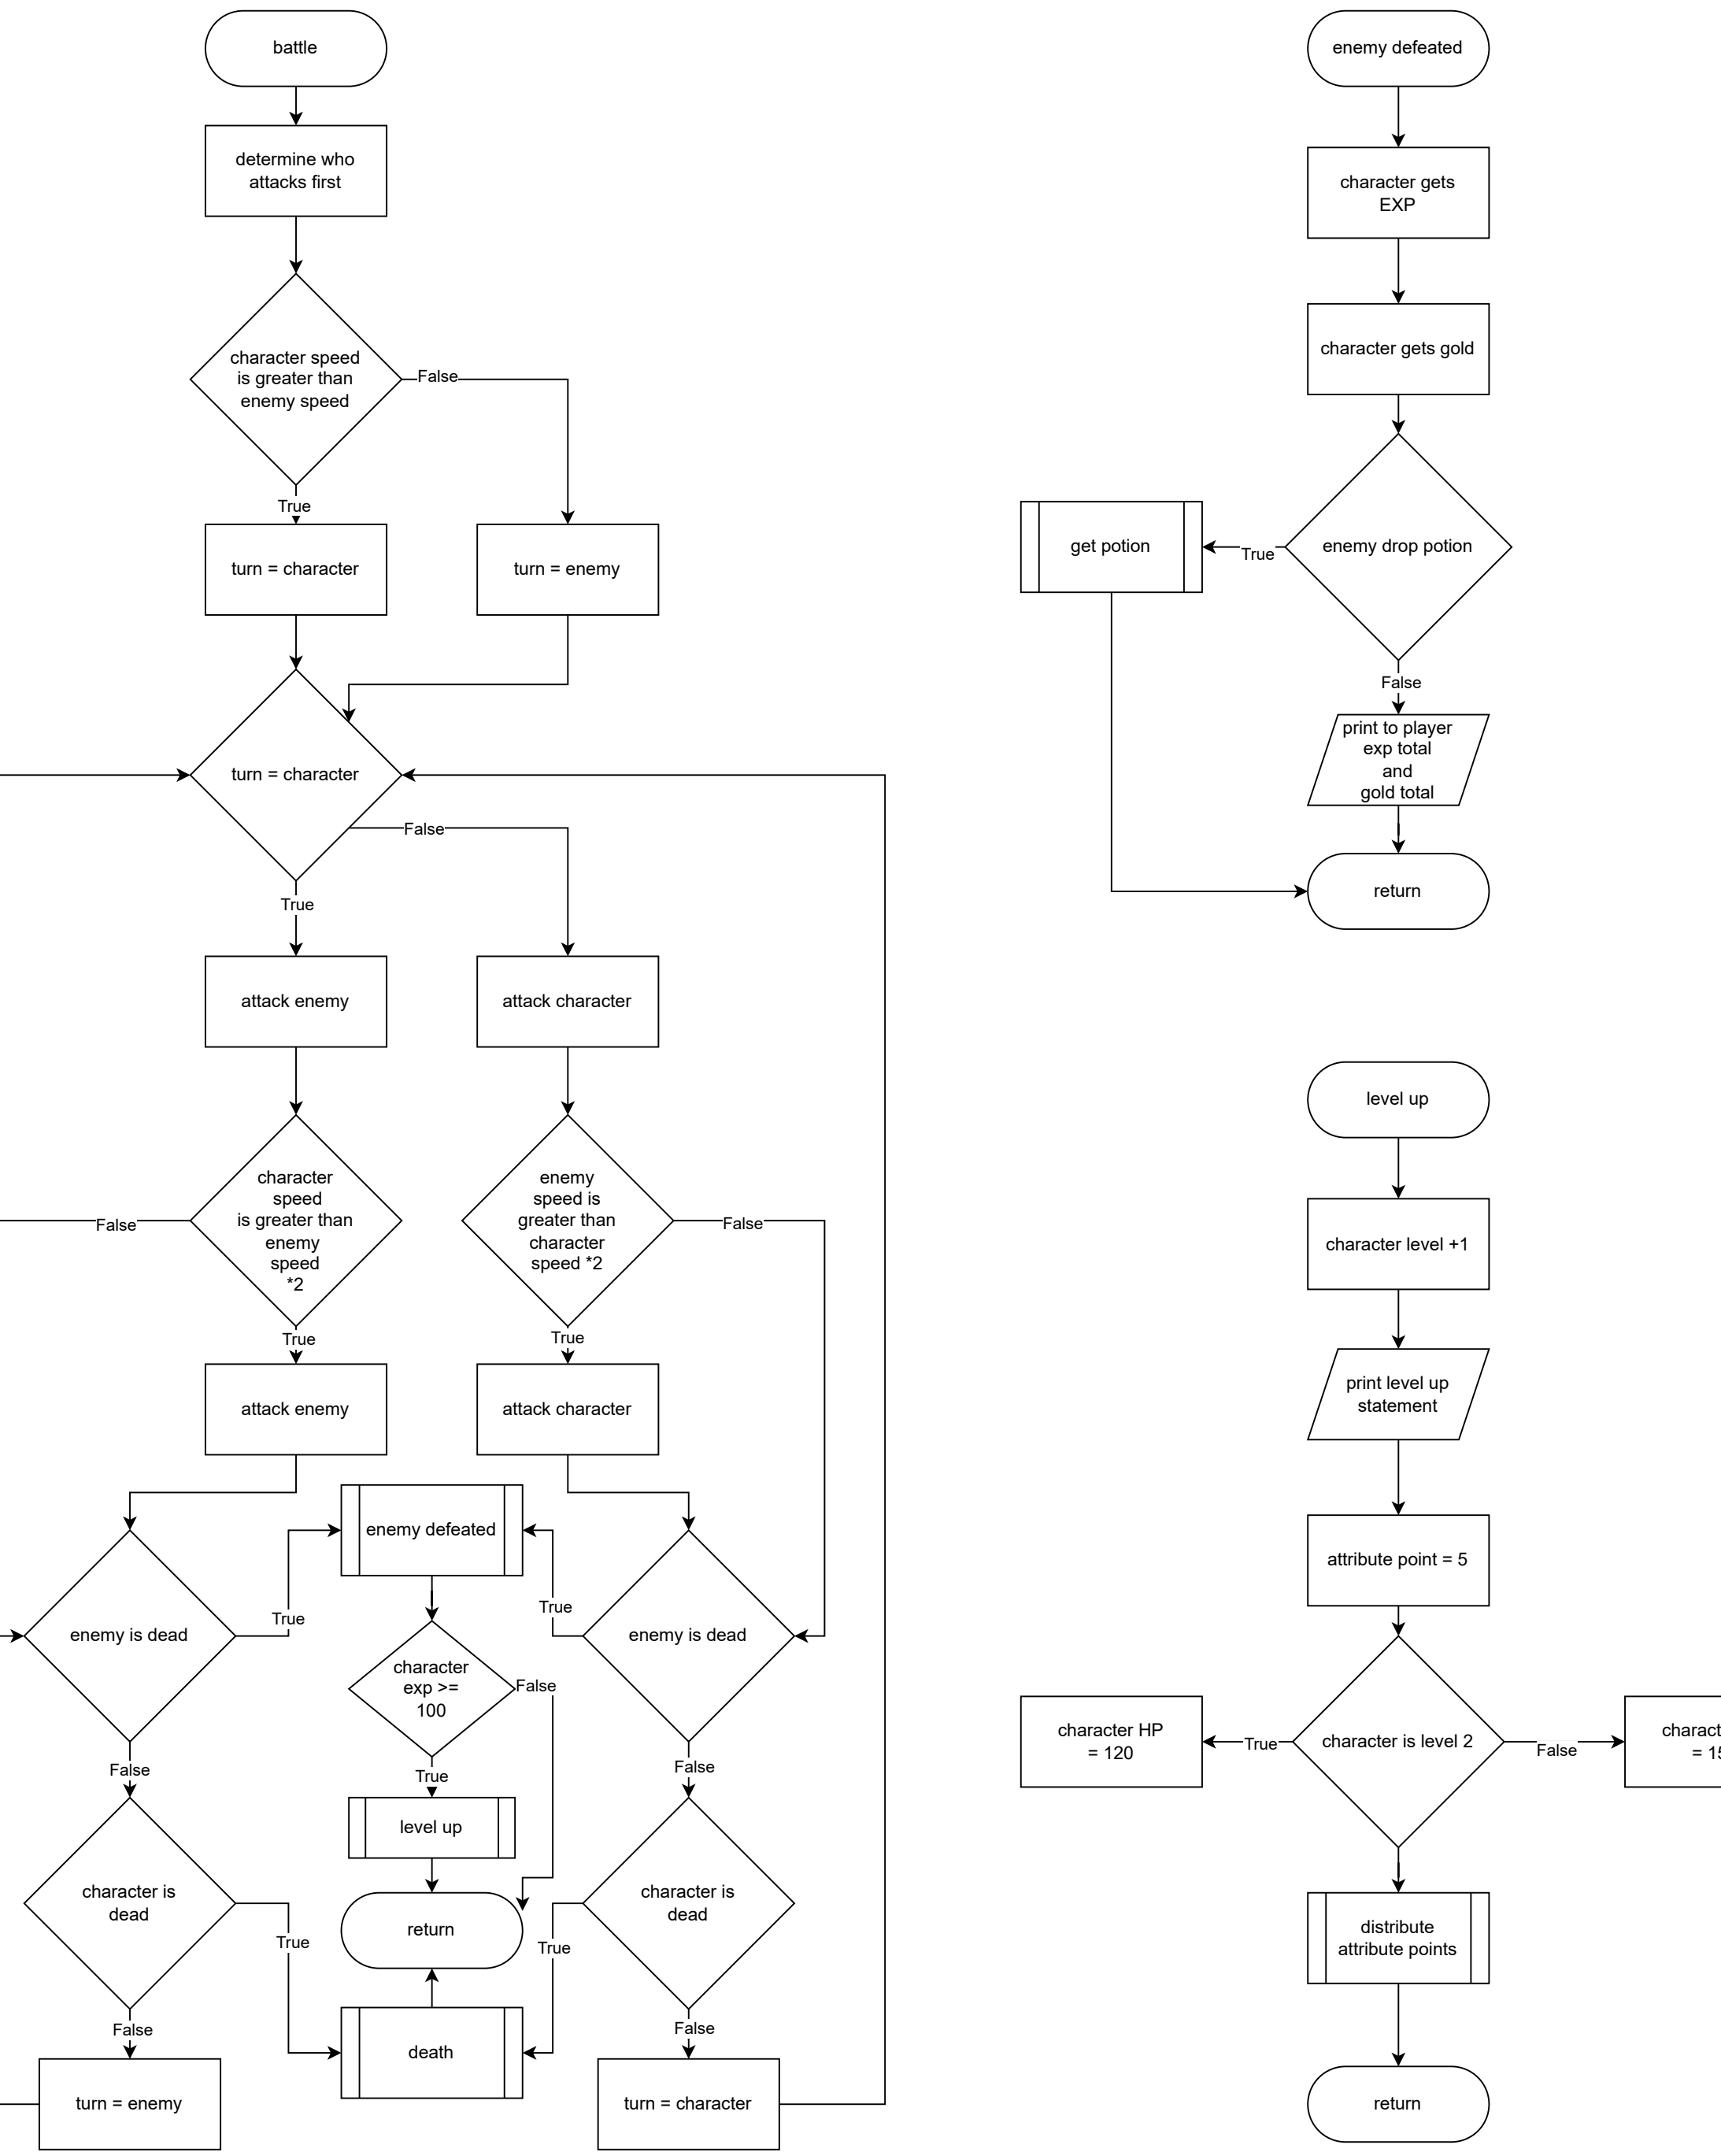 battle
determine who
attacks first
character speed
is greater than
enemy speed
False
True
turn = character
turn = enemy
turn = character
False
True
attack enemy
attack character
character
speed
is greater than
enemy
speed
*2
False
enemy
speed is
greater than
character
speed *2
False
True
True
attack enemy
attack character
enemy defeated
enemy is dead
True
True
enemy is dead
character
exp >=
100
False
False
True
False
level up
character is
dead
return
character is
dead
True
True
False
False
death
turn = enemy
turn = character
enemy defeated
character gets
EXP
character gets gold
enemy drop potion
True
get potion
False
print to player
exp total
and
gold total
return
level up
character level +1
print level up
statement
attribute point = 5
character is level 2
True
False
character HP
= 120
distribute
attribute points
return